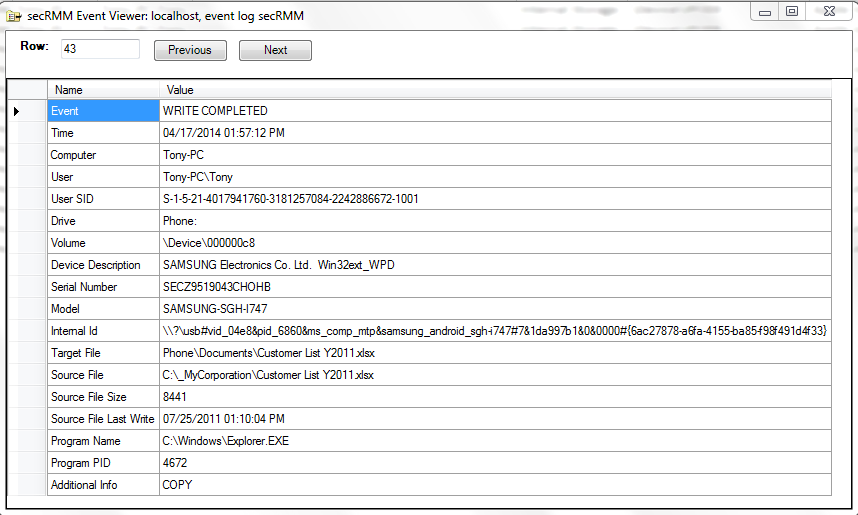 secRMM Event Viewer: localhost, event log secRMM
Row: 43 Previous Next
Name Value
Event WRITE COMPLETED
Time 04/17/2014 01:57:12 PM
Computer Tony-PC
User Tony-PC\Tony
User SID S-1-5-21-4017941760-3181257084-2242886672-1001
Drive Phone:
Volume \Device\000000c8
Device Description SAMSUNG Electronics Co. Ltd. Win32ext_WPD
Serial Number SECZ9519043CHOHB
Model SAMSUNG-SGH-I747
Internal Id \\?\usb#vid_04e8&pid_6860&ms_comp_mtp&samsung_android_sgh-i747#7&1da997b1&0&0000#{6ac27878-a6fa-4155-ba85-f98f491d4f33}
Target File Phone\Documents\Customer List Y2011.xlsx
Source File C:\_MyCorporation\Customer List Y2011.xlsx
Source File Size 8441
Source File Last Write 07/25/2011 01:10:04 PM
Program Name C:\Windows\Explorer.EXE
Program PID 4672
Additional Info COPY